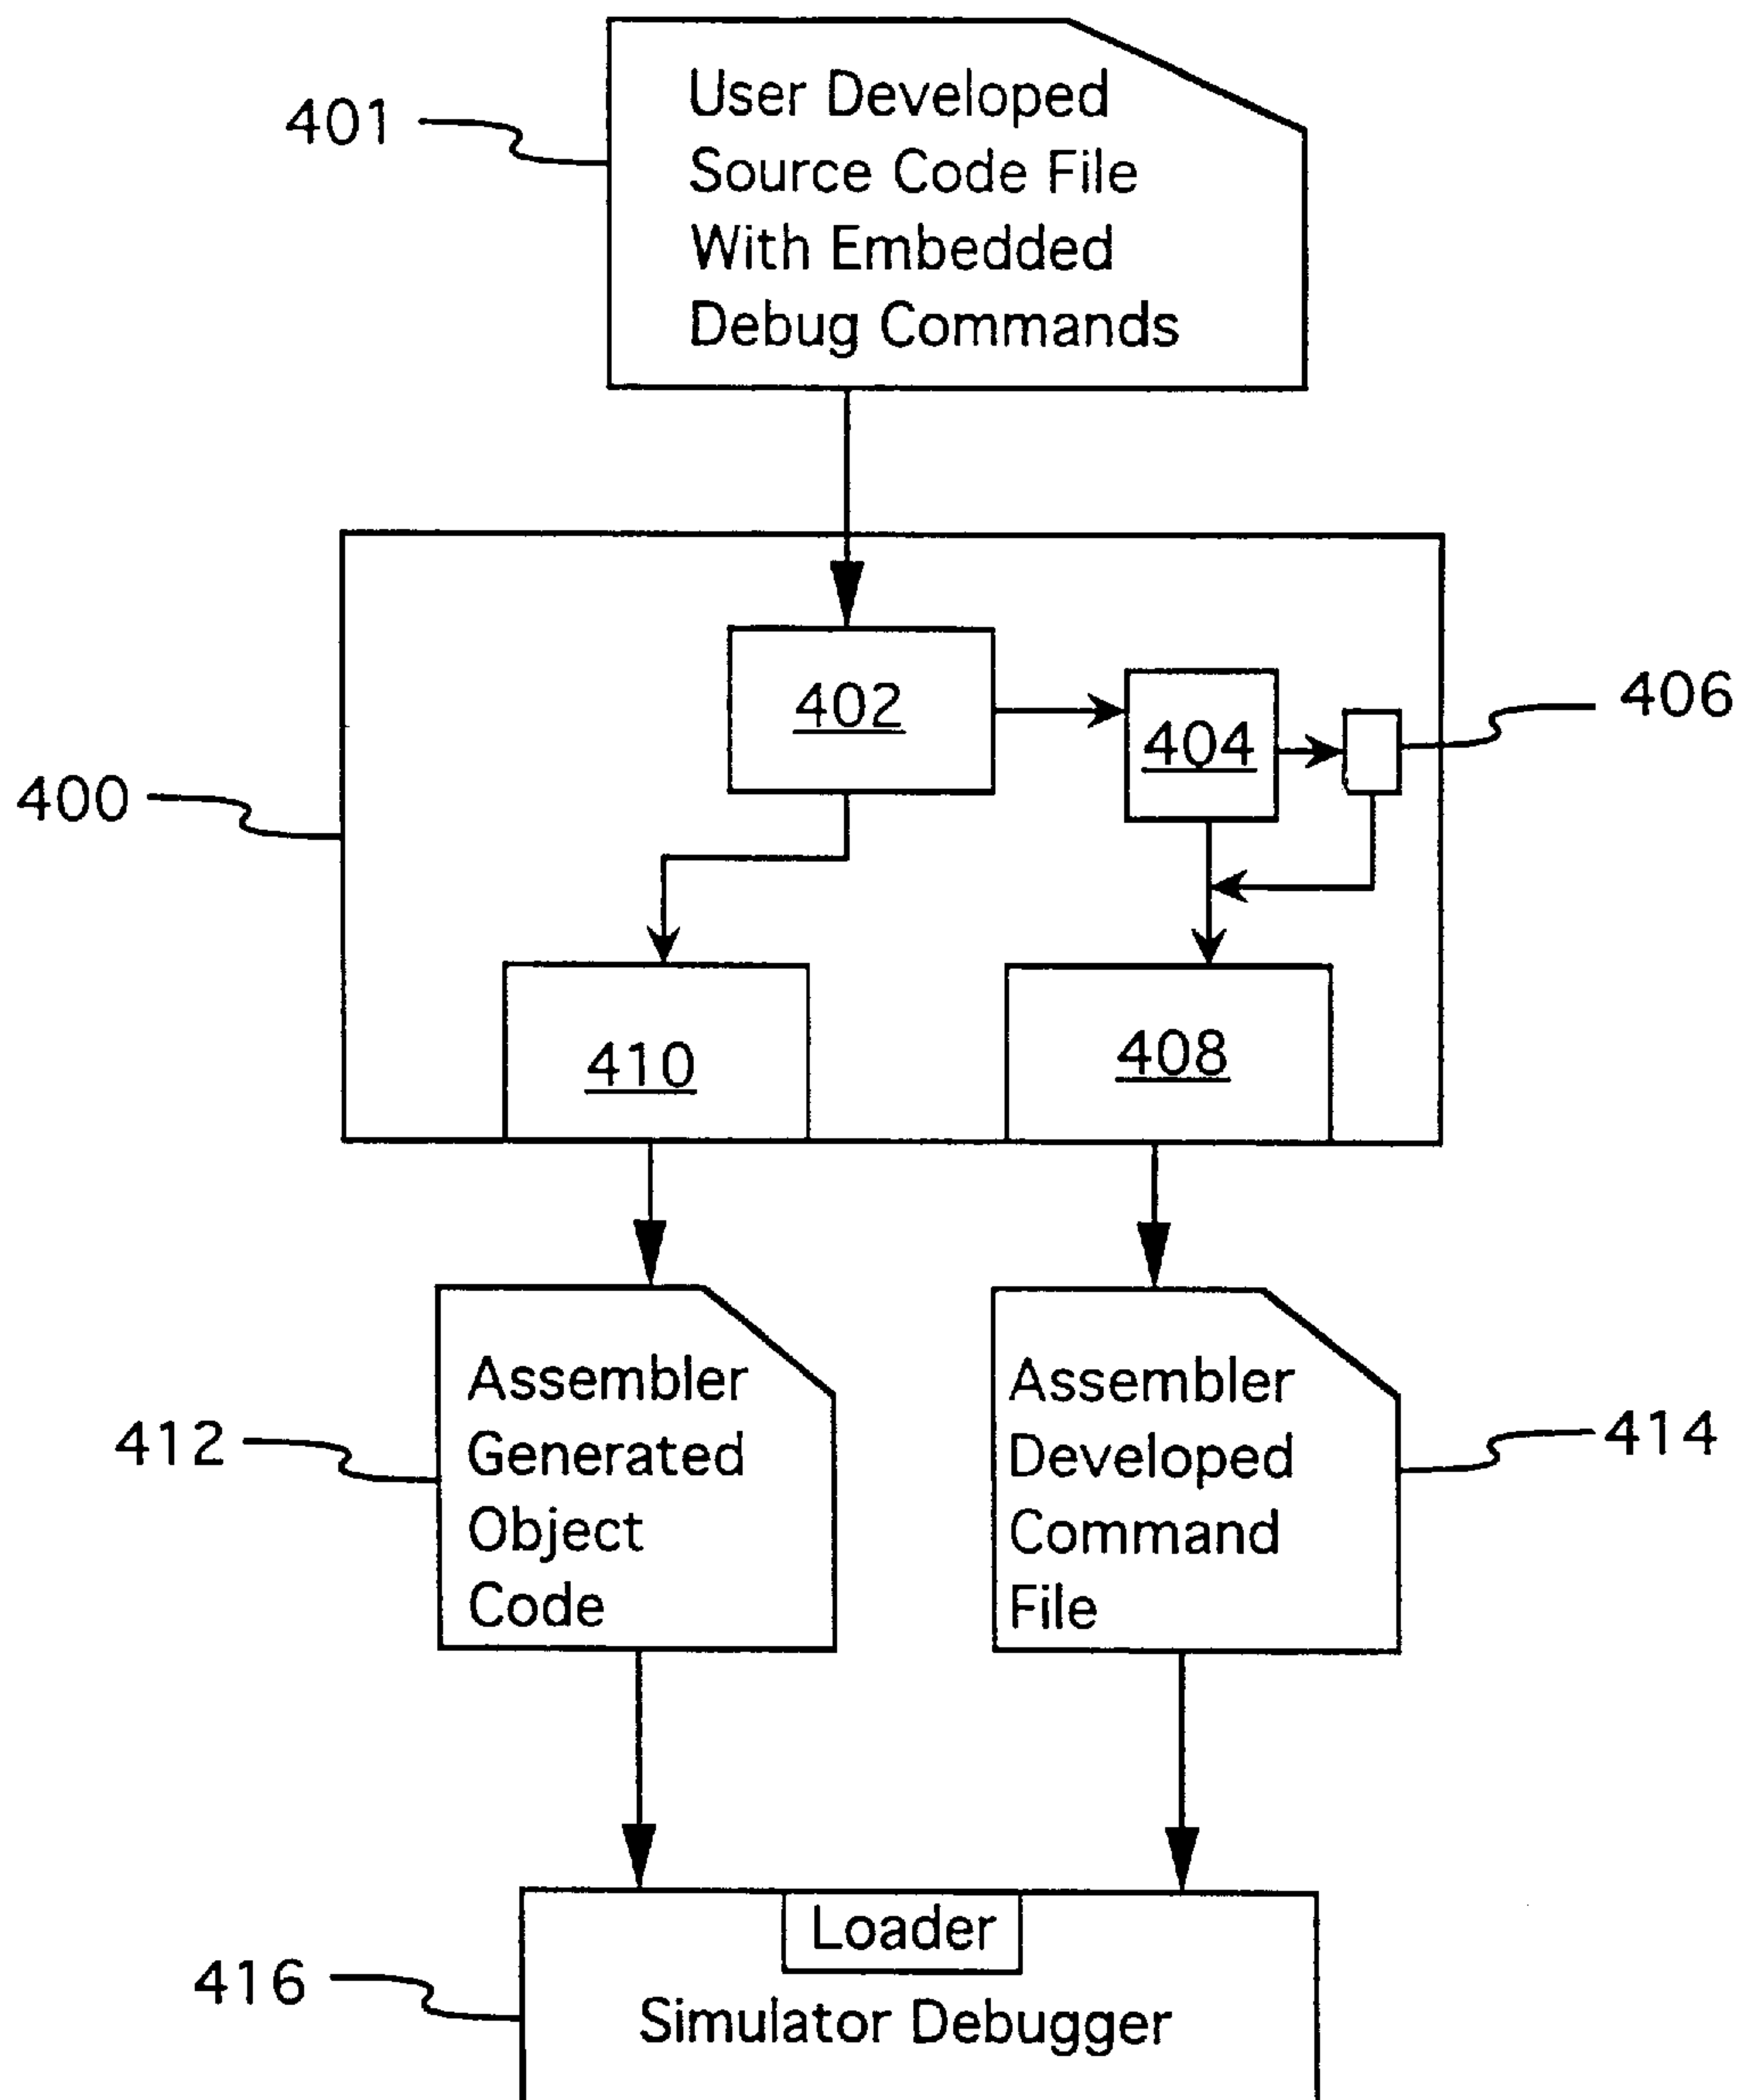 401
User Developed
Source Code File
With Embedded
Debug Commands
400
402
404
406
410
408
412
Assembler
Generated
Object
Code
Assembler
Developed
Command
File
414
416
Loader
Simulator Debugger